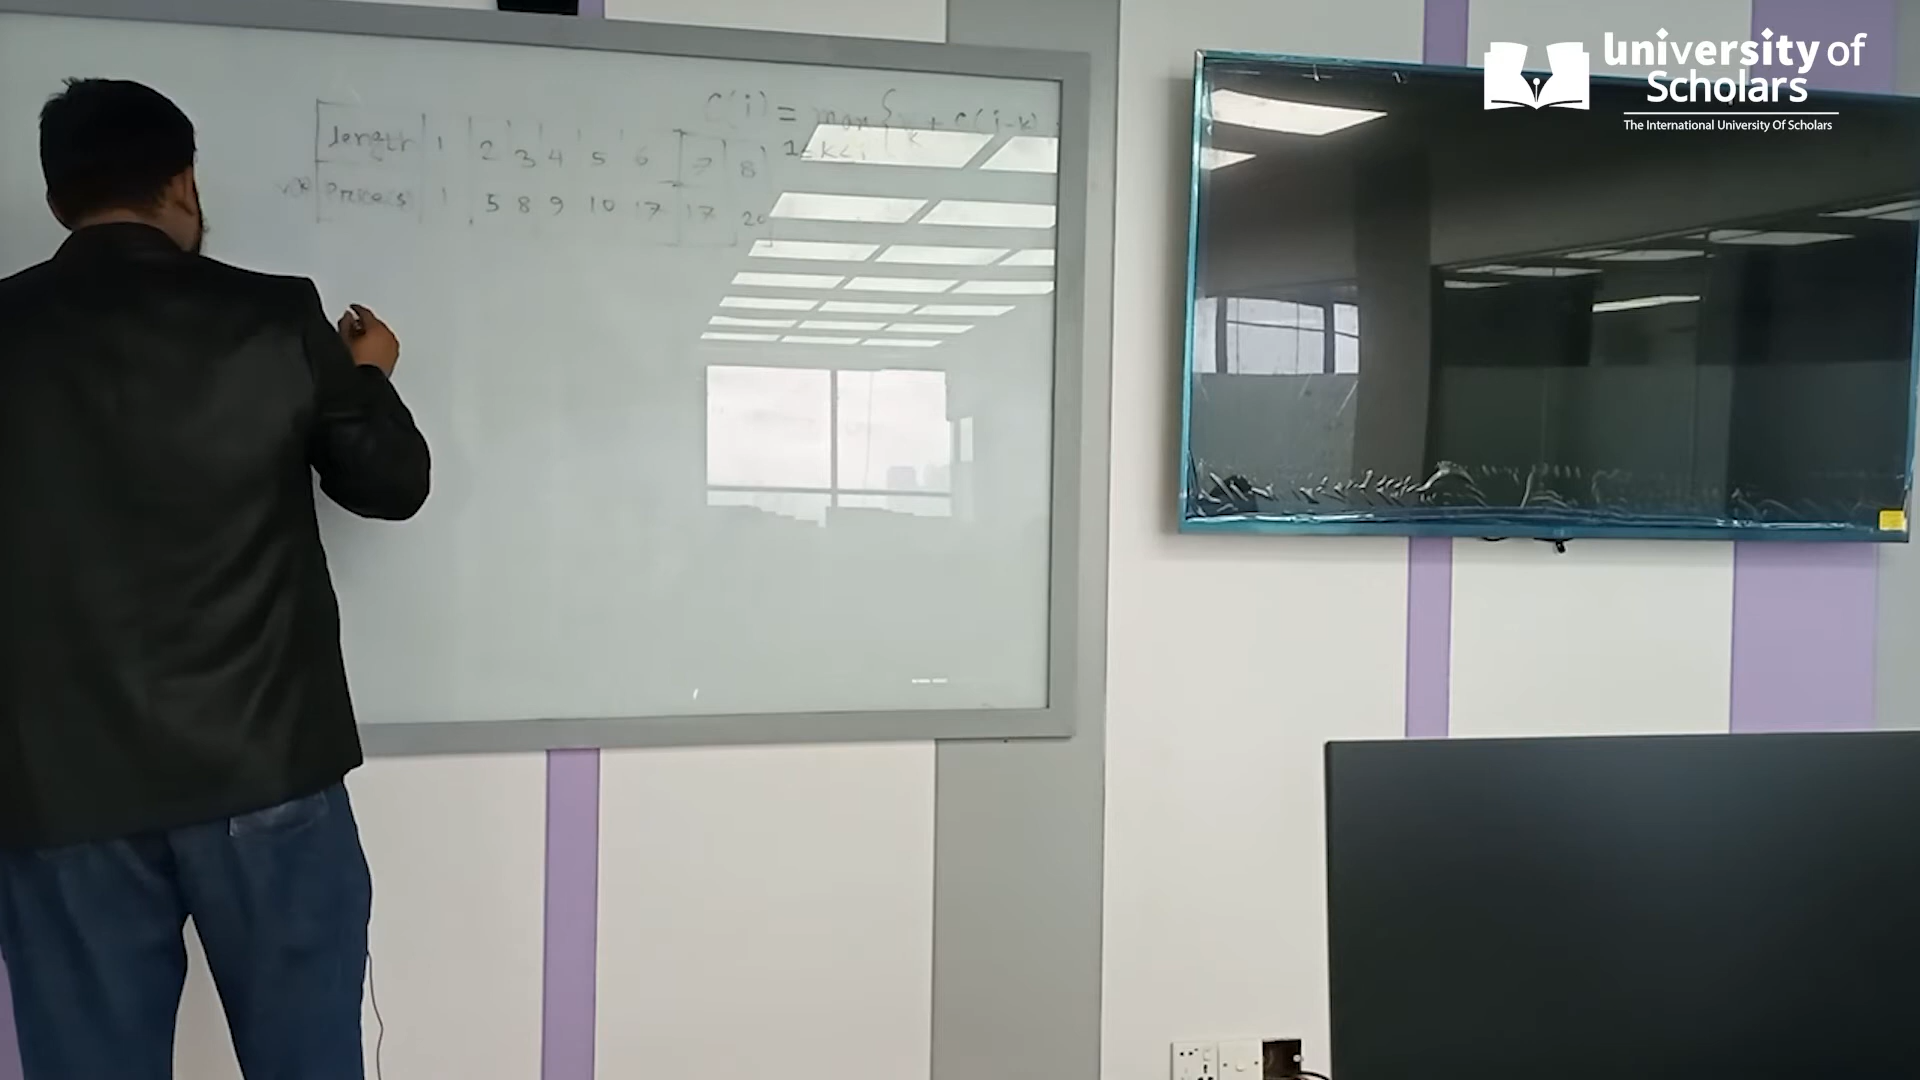 University of
Scholars
The International University Of Scholars
C(i) = max { V_k + C(i-k)
1≤k≤i
length 1 2 3 4 5 6 7 8
Prices 1 5 8 9 10 17 17 20